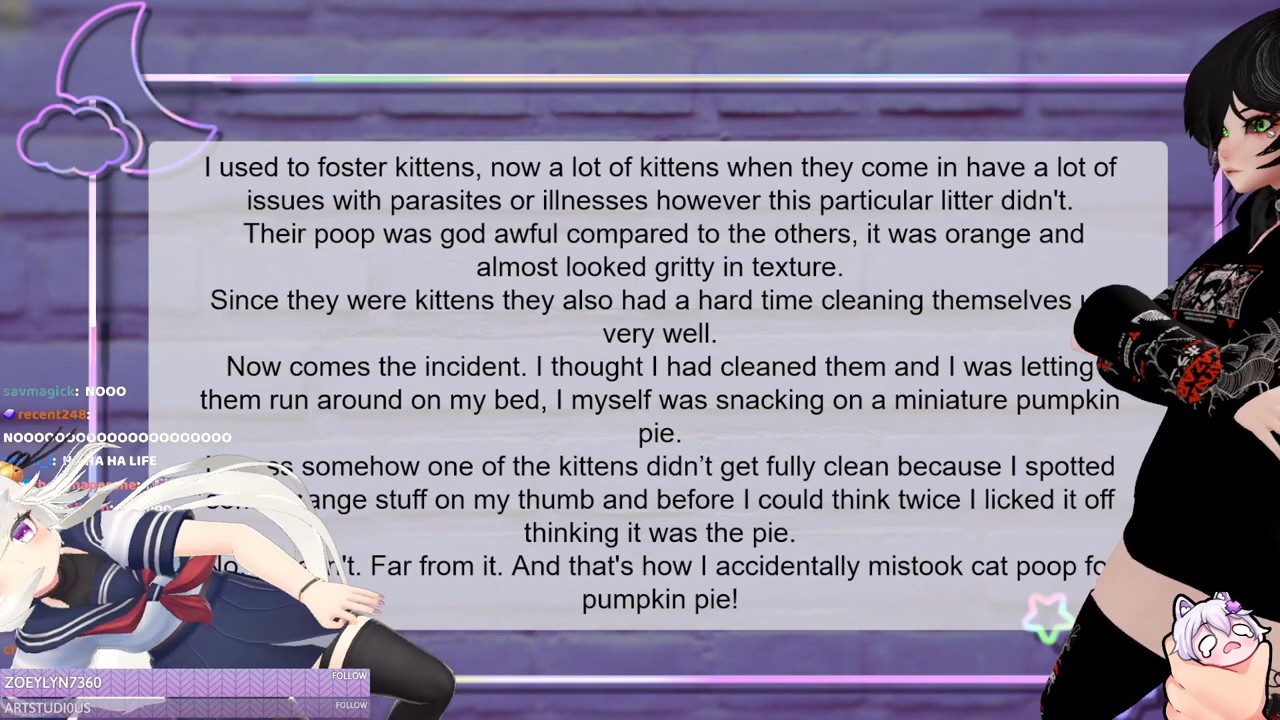 I used to foster kittens, now a lot of kittens when they come in have a lot of
issues with parasites or illnesses however this particular litter didn't.
Their poop was god awful compared to the others, it was orange and
almost looked gritty in texture.
Since they were kittens they also had a hard time cleaning themselves
very well.
Now comes the incident. I thought I had cleaned them and I was letting
them run around on my bed, I myself was snacking on a miniature pumpkin
pie.
somehow one of the kittens didn’t get fully clean because I spotted
stuff on my thumb and before I could think twice I licked it off
thinking it was the pie.
Far from it. And that's how I accidentally mistook cat poop
pumpkin pie!
savmagick: NOOO
recent248:
NOOOOOOOOOOOOOOOOOOOO
HA LIFE
ZOEYLYN7360 FOLLOW
ARTSTUDI0US FOLLOW